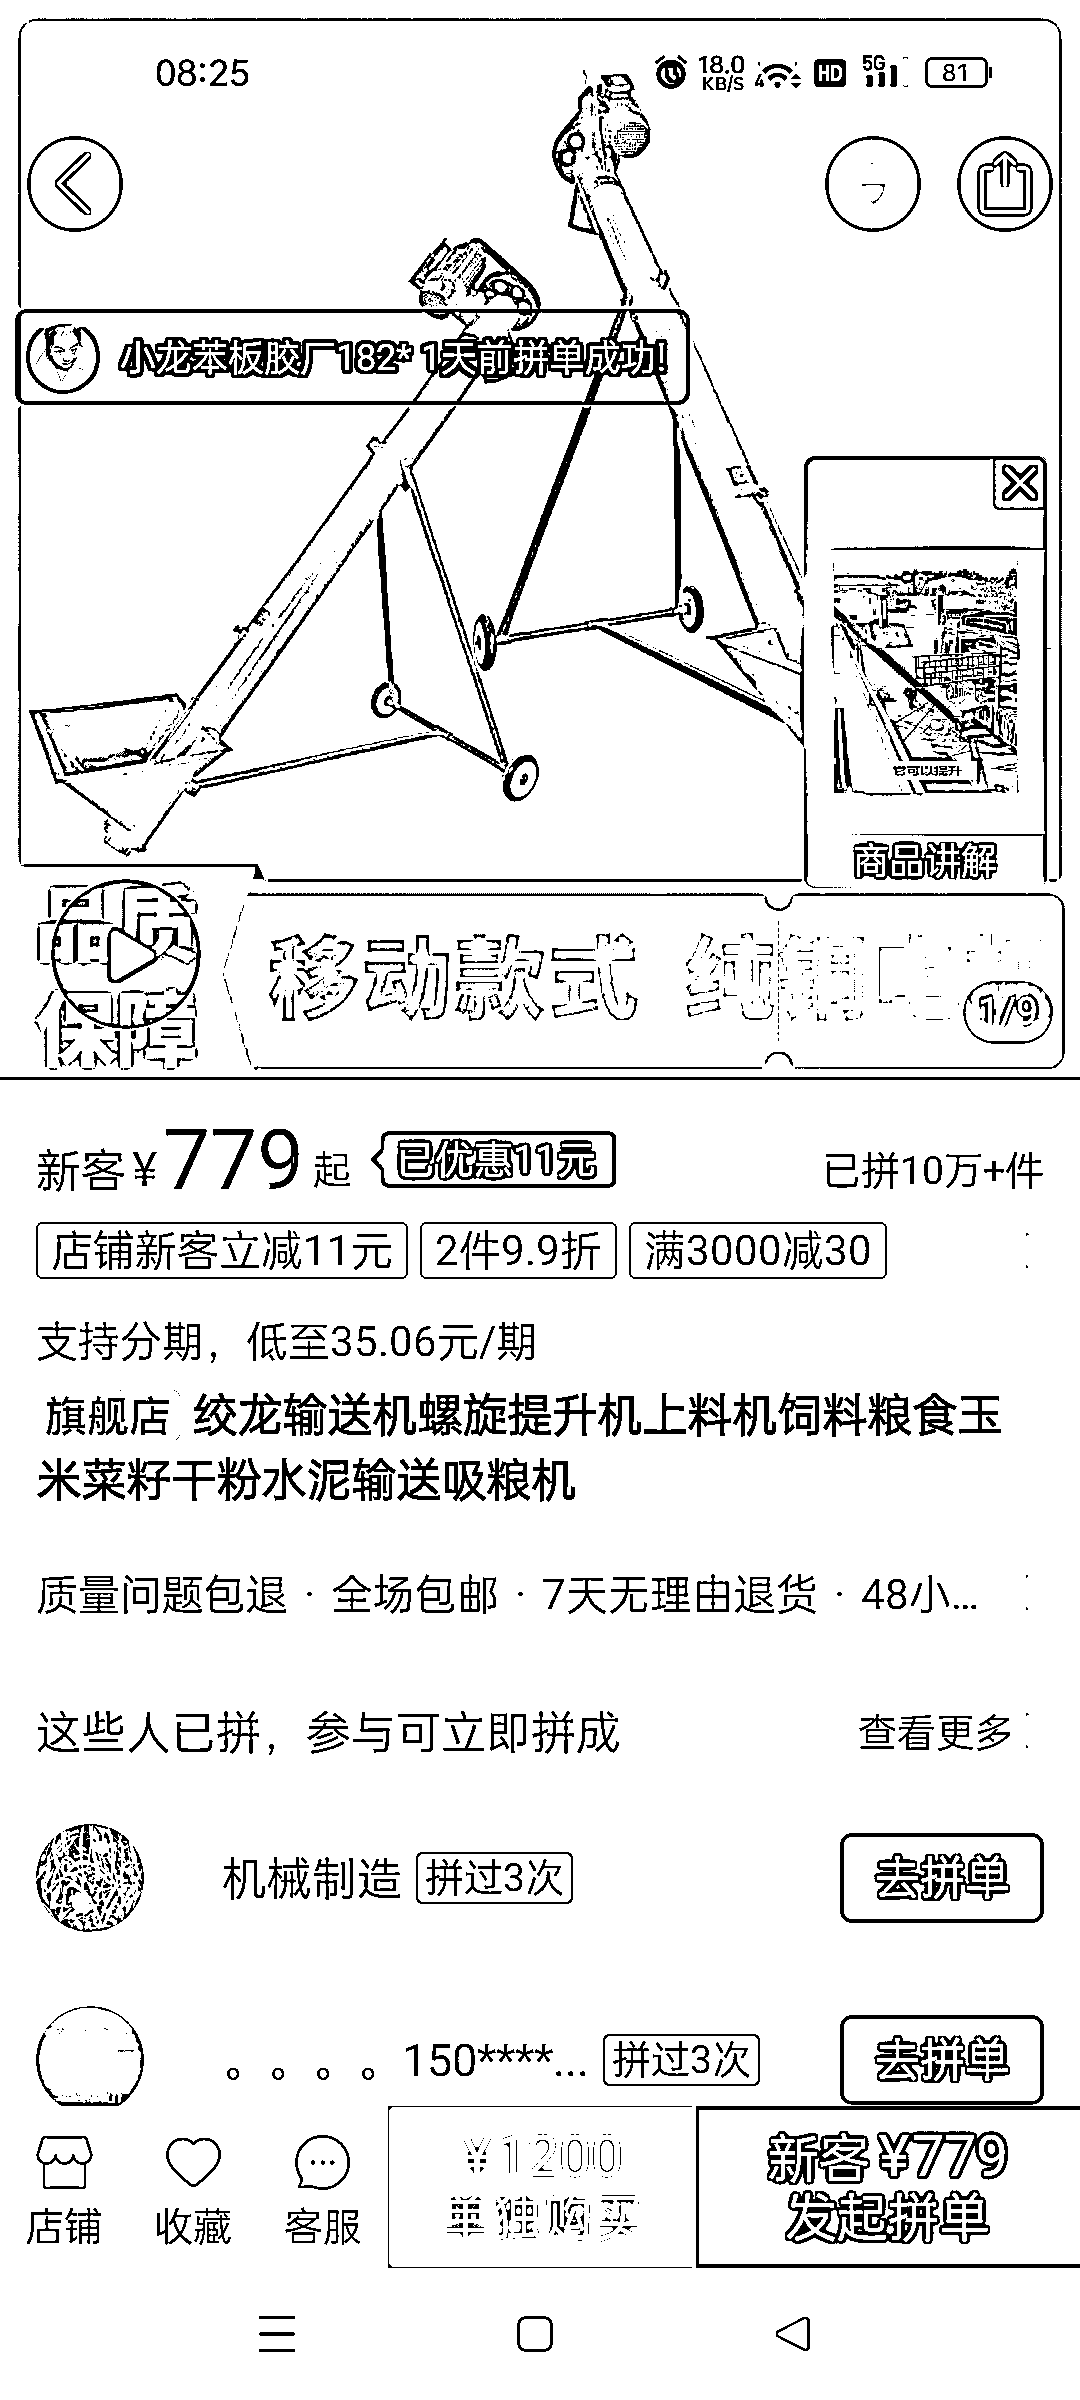 08:25
18.0
KB/S
4
HD
5G
81
小龙苯板胶厂182* 1天前拼单成功!
它可以提升
商品讲解
品质
保障
移动款式 纯铜电机
1/9
新客¥779起 已优惠11元 已拼10万+件
店铺新客立减11元 2件9.9折 满3000减30
支持分期，低至35.06元/期
旗舰店 绞龙输送机螺旋提升机上料机饲料粮食玉
米菜籽干粉水泥输送吸粮机
质量问题包退 · 全场包邮 · 7天无理由退货 · 48小...
这些人已拼，参与可立即拼成 查看更多
机械制造 拼过3次 去拼单
。。。。150****... 拼过3次 去拼单
店铺 收藏 客服
¥1200
单独购买
新客¥779
发起拼单